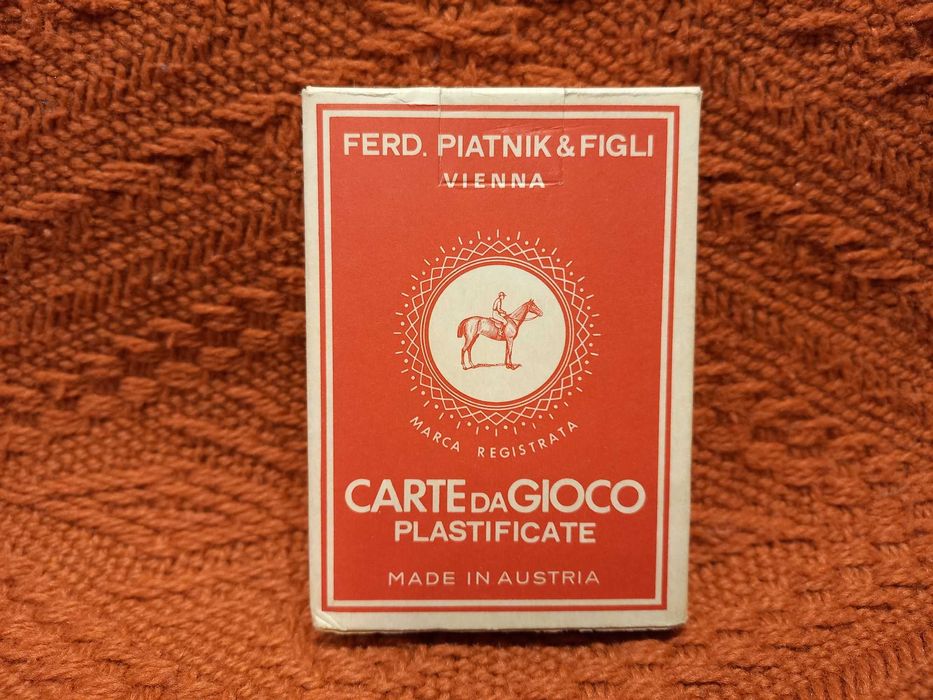 FERD. PIATNIK & FIGLI
VIENNA
MARCA REGISTRATA
CARTE DA GIOCO
PLASTIFICATE
MADE IN AUSTRIA